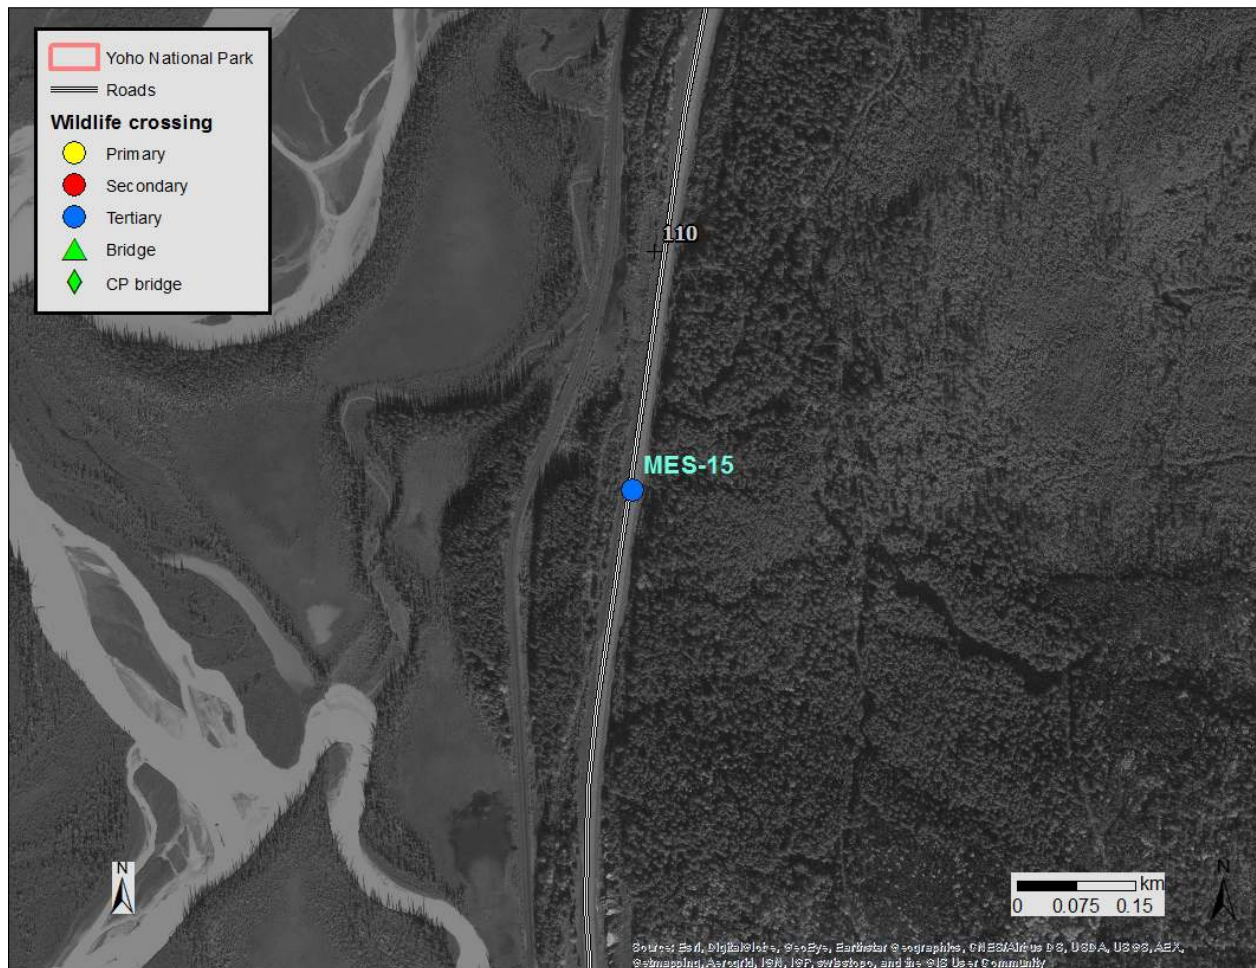 Yoho National Park
Roads
Wildlife crossing
Primary
Secondary
Tertiary
Bridge
CP bridge
110
MES-15
N
N
km
0 0.075 0.15
Source: Esri, DigitalGlobe, GeoEye, Earthstar Geographics, CNES/Airbus DS, USDA, USGS, AEX,
Getmapping, Aerogrid, IGN, IGP, swisstopo, and the GIS User Community